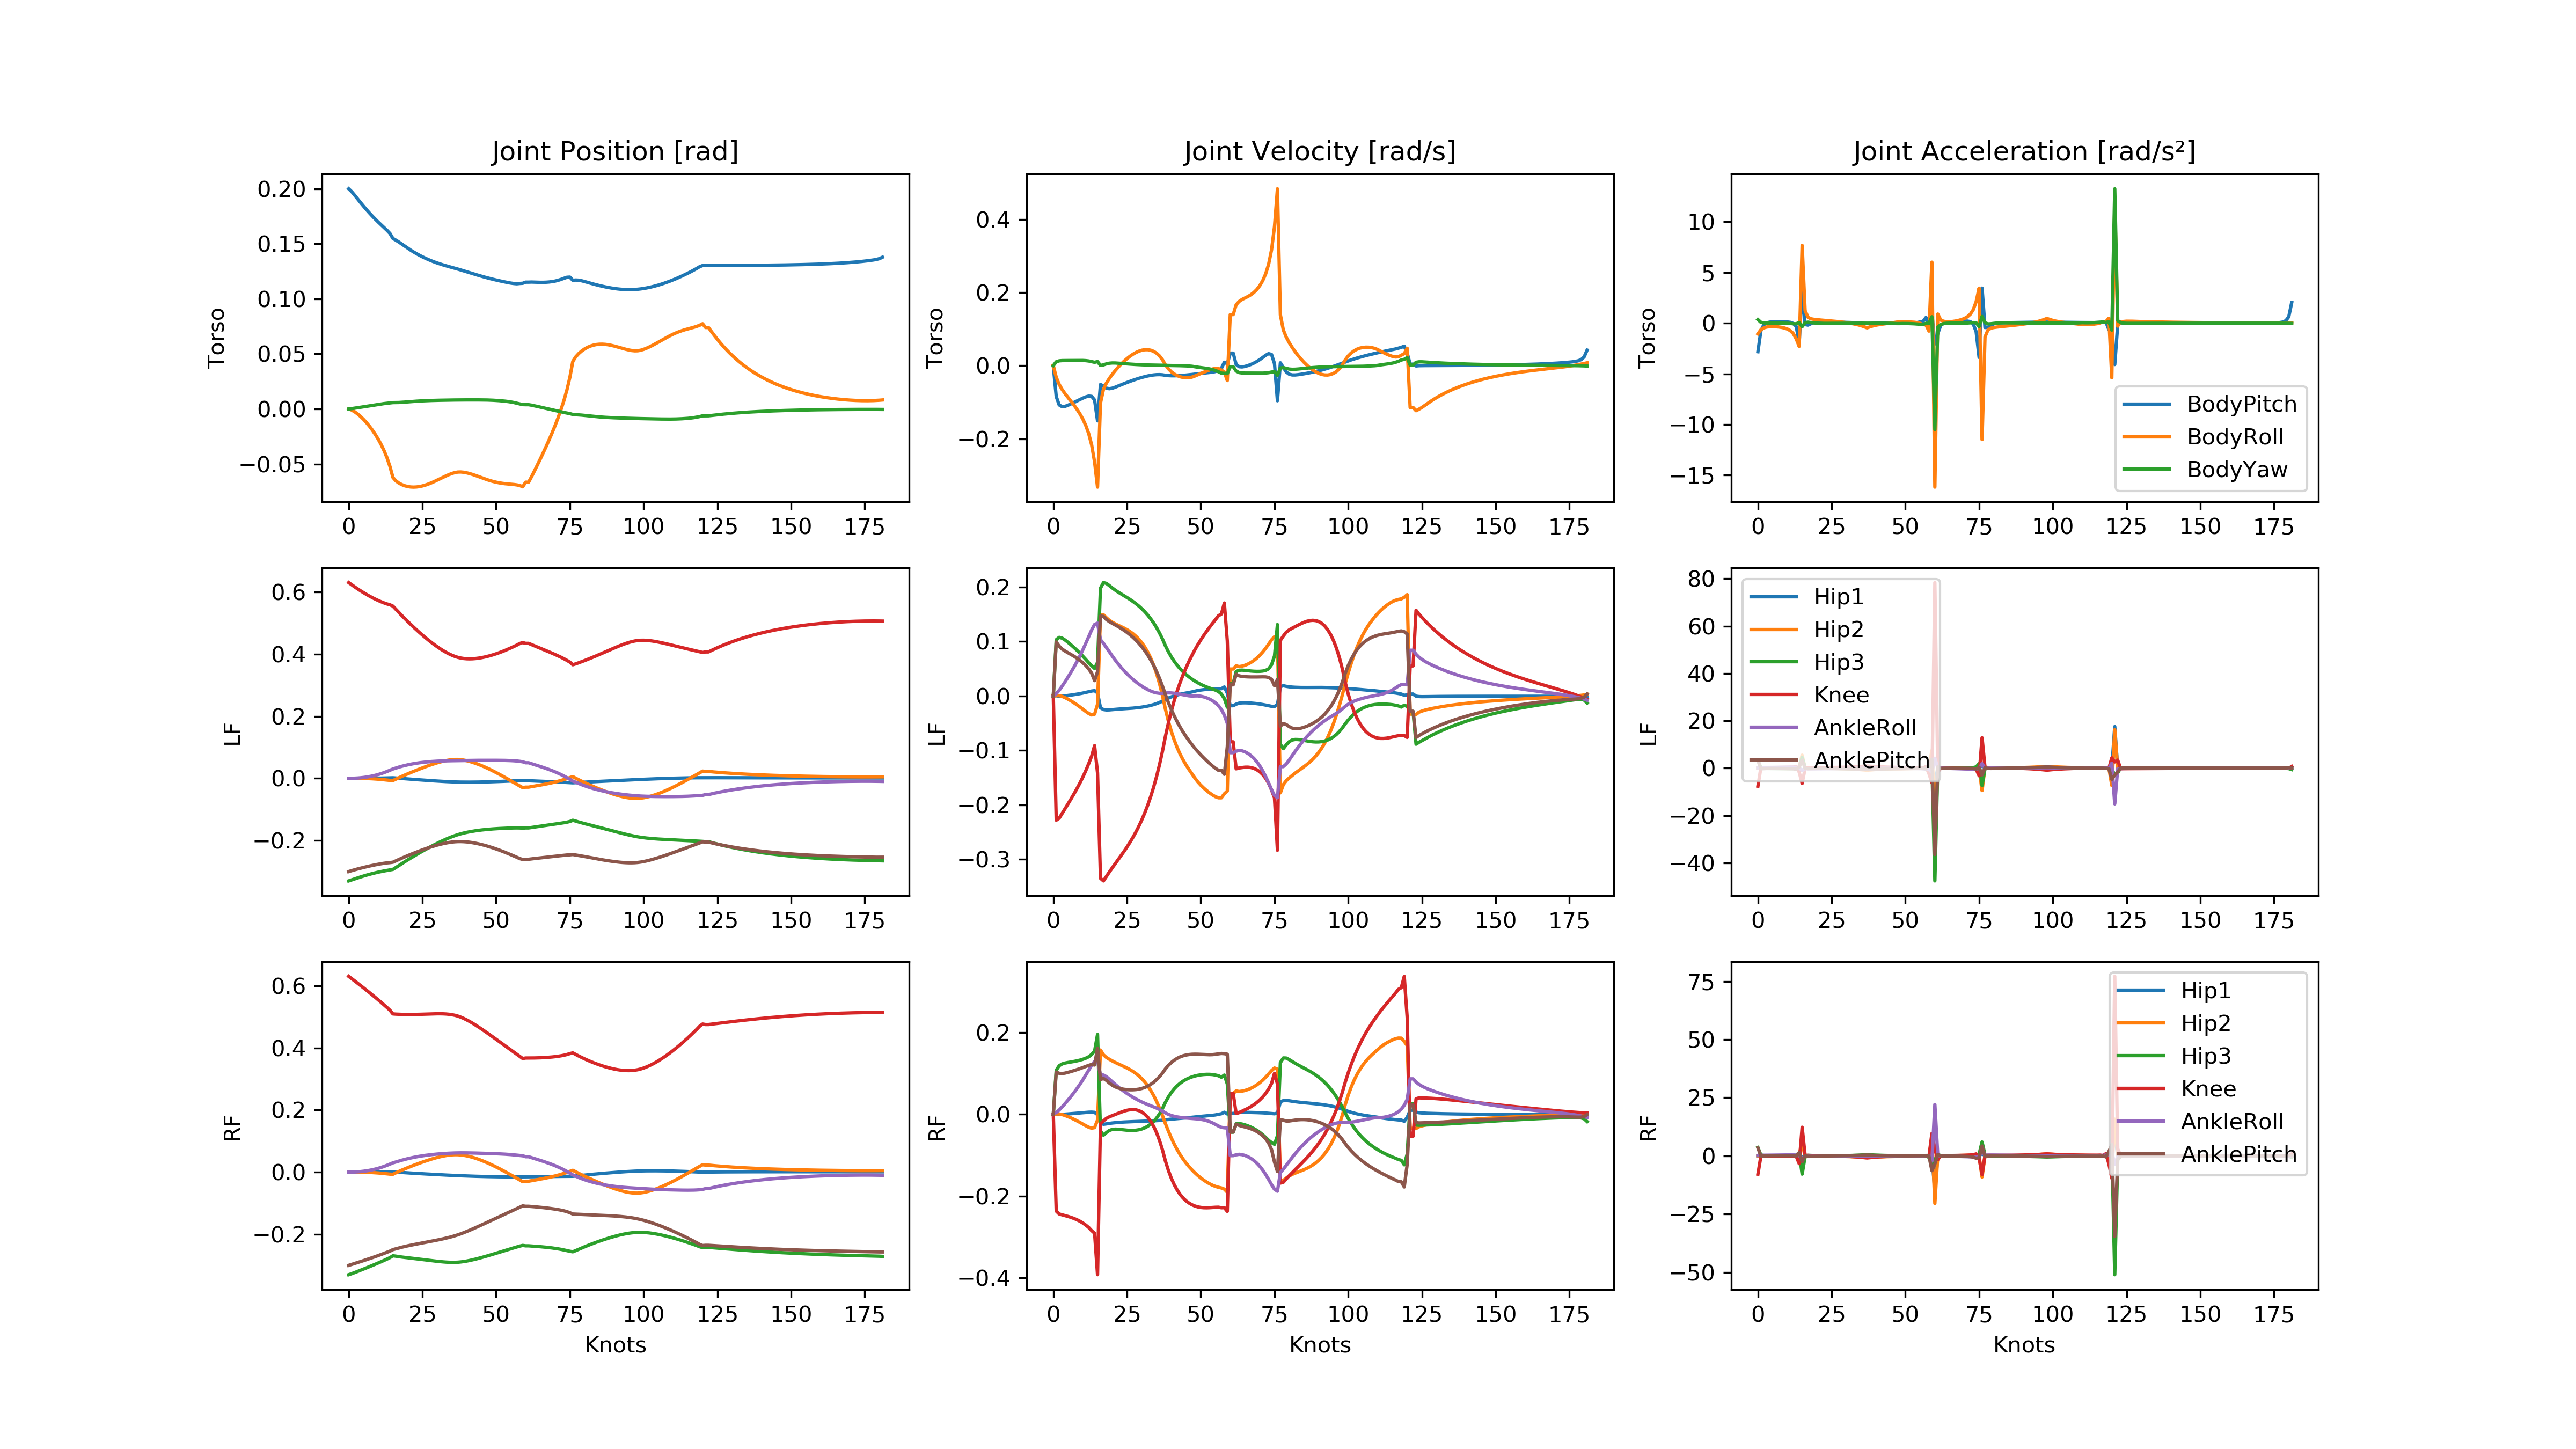 Joint Position [rad]
Joint Velocity [rad/s]
Joint Acceleration [rad/s²]
Torso
0.20
0.15
0.10
0.05
0.00
−0.05
0 25 50 75 100 125 150 175
Torso
0.4
0.2
0.0
−0.2
0 25 50 75 100 125 150 175
Torso
10
5
0
−5
−10
−15
0 25 50 75 100 125 150 175
BodyPitch
BodyRoll
BodyYaw
LF
0.6
0.4
0.2
0.0
−0.2
0 25 50 75 100 125 150 175
LF
0.2
0.1
0.0
−0.1
−0.2
−0.3
0 25 50 75 100 125 150 175
LF
80
60
40
20
0
−20
−40
0 25 50 75 100 125 150 175
Hip1
Hip2
Hip3
Knee
AnkleRoll
AnklePitch
RF
0.6
0.4
0.2
0.0
−0.2
0 25 50 75 100 125 150 175
Knots
RF
0.2
0.0
−0.2
−0.4
0 25 50 75 100 125 150 175
Knots
RF
75
50
25
0
−25
−50
0 25 50 75 100 125 150 175
Knots
Hip1
Hip2
Hip3
Knee
AnkleRoll
AnklePitch